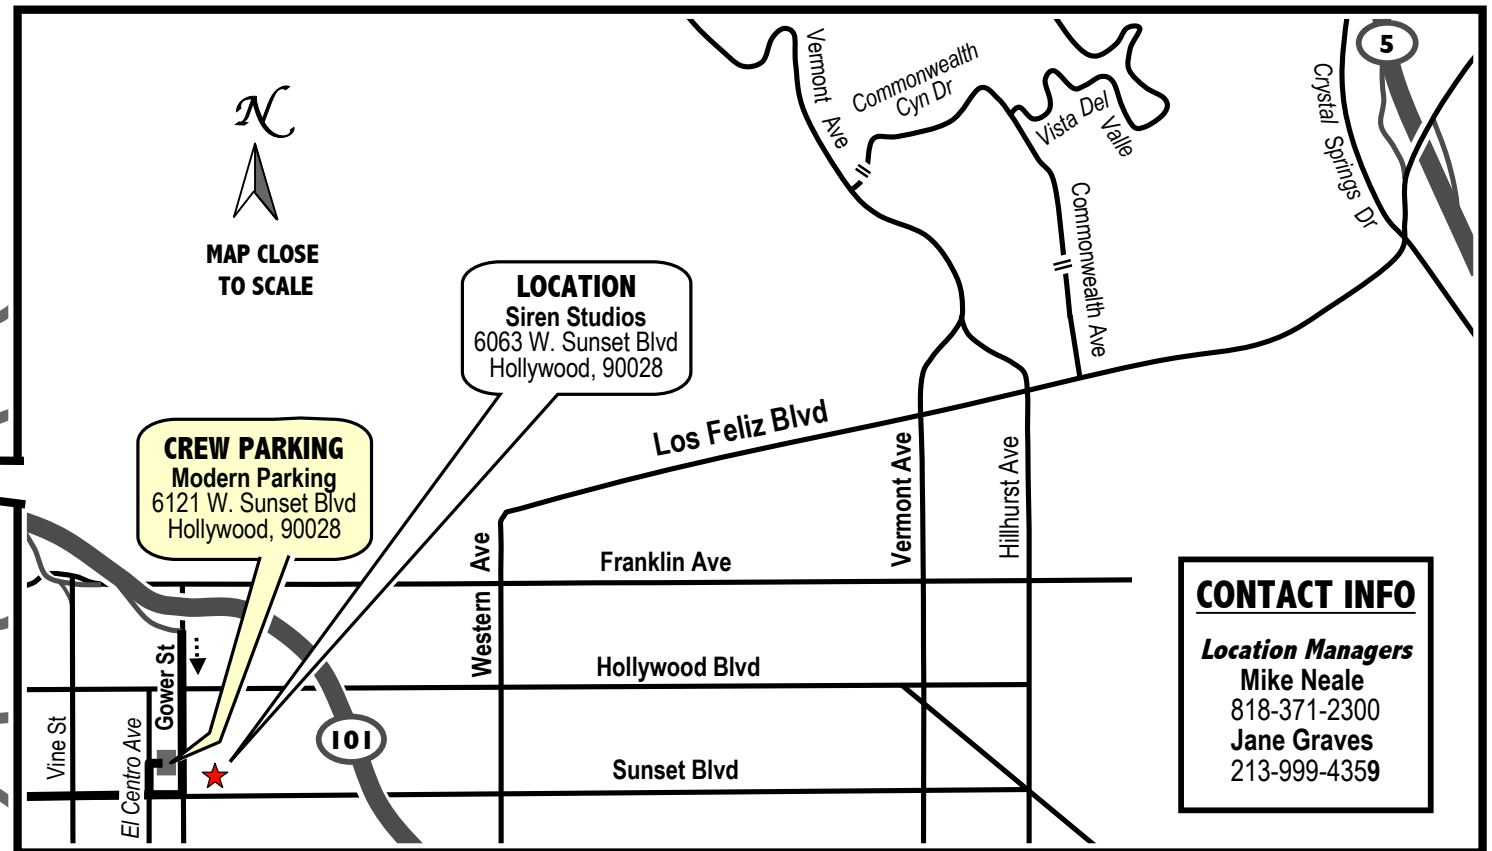 N
MAP CLOSE
TO SCALE
LOCATION
Siren Studios
6063 W. Sunset Blvd
Hollywood, 90028
CREW PARKING
Modern Parking
6121 W. Sunset Blvd
Hollywood, 90028
Vermont Ave
Commonwealth
Cyn Dr
Vista Del
Valle
Commonwealth Ave
Crystal Springs Dr
5
Los Feliz Blvd
Western Ave
Vermont Ave
Hillhurst Ave
Franklin Ave
Hollywood Blvd
Sunset Blvd
Vine St
El Centro Ave
Gower St
101
CONTACT INFO
Location Managers
Mike Neale
818-371-2300
Jane Graves
213-999-4359